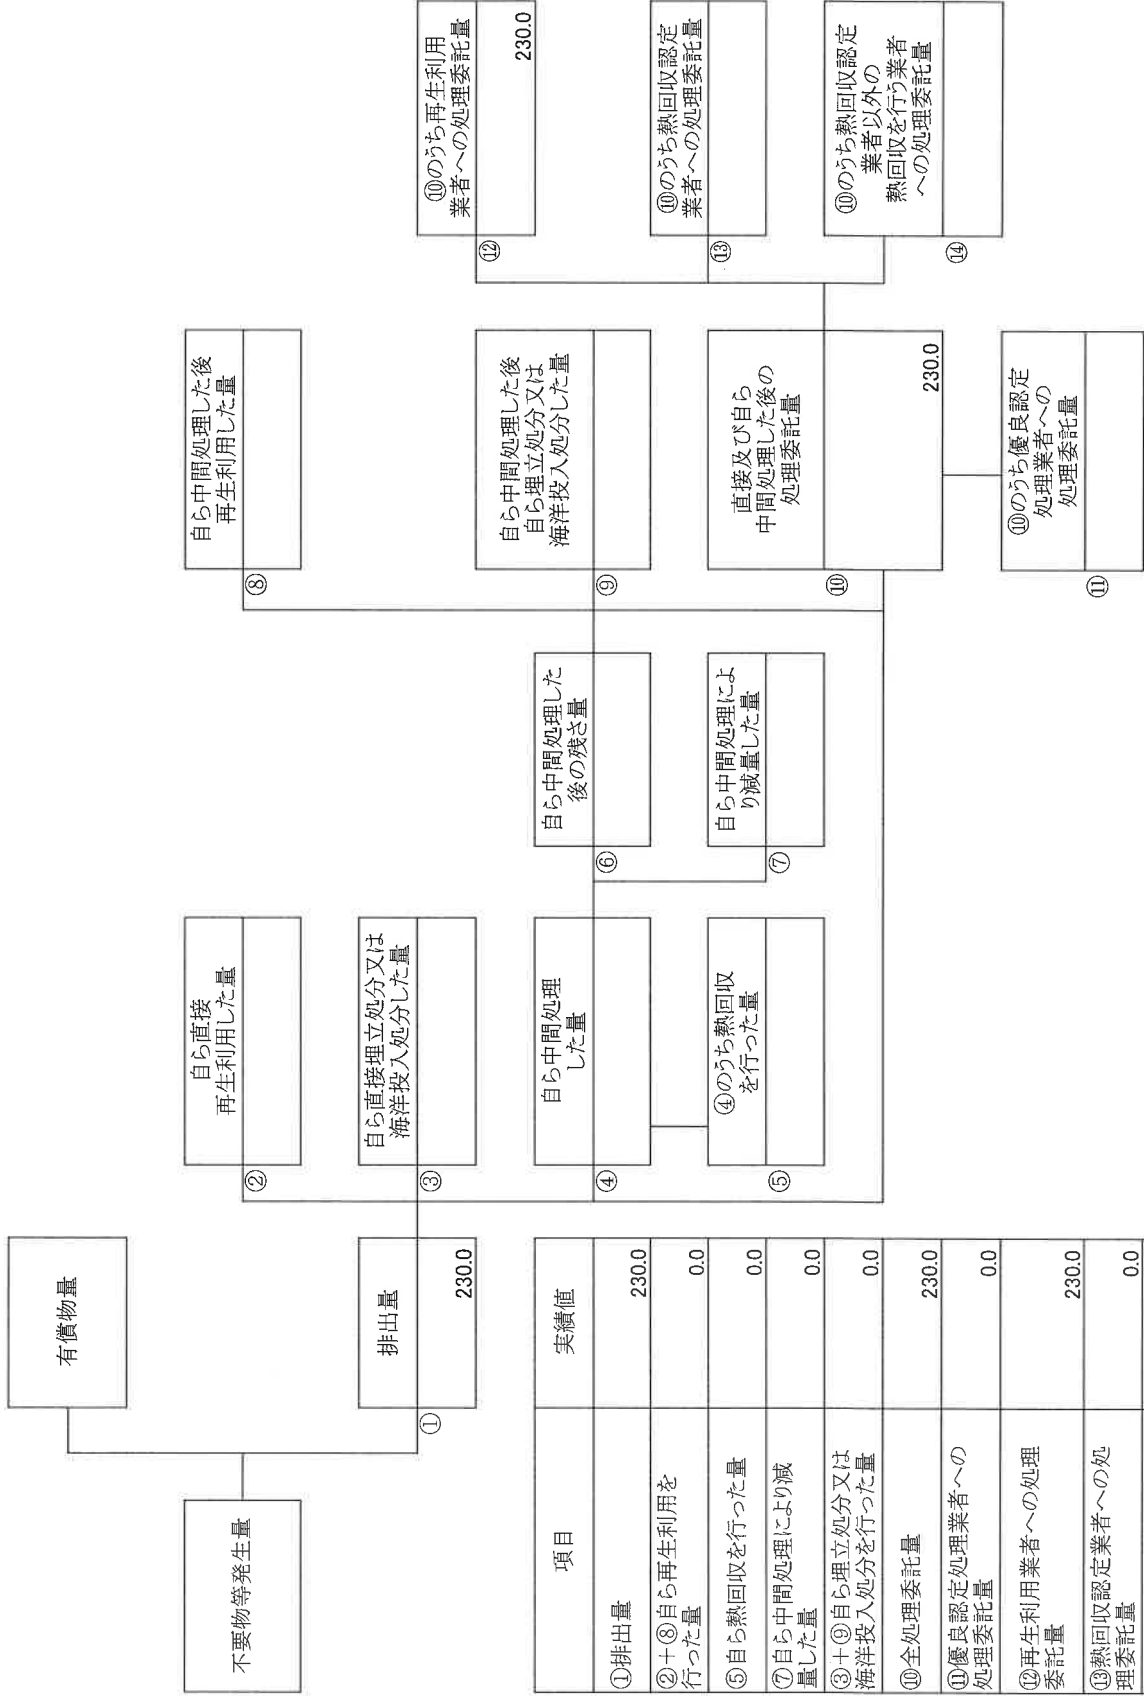 有償物量
不要物等発生量
排出量
①
230.0
自ら直接
再生利用した量
②
自ら直接埋立処分又は
海洋投入処分した量
③
自ら中間処理
した量
④
④のうち熱回収
を行った量
⑤
自ら中間処理した
後の残さ量
⑥
自ら中間処理によ
り減量した量
⑦
自ら中間処理した後
再生利用した量
⑧
自ら中間処理した後
自ら埋立処分又は
海洋投入処分した量
⑨
直接及び自ら
中間処理した後の
処理委託量
⑩
230.0
⑩のうち優良認定
処理業者への
処理委託量
⑪
⑩のうち再生利用
業者への処理委託量
⑫
230.0
⑩のうち熱回収認定
業者への処理委託量
⑬
⑩のうち熱回収認定
業者以外の
熱回収を行う業者
への処理委託量
⑭
項目 実績値
①排出量 230.0
②+⑧自ら再生利用を
行った量 0.0
⑤自ら熱回収を行った量 0.0
⑦自ら中間処理により減
量した量 0.0
③+⑨自ら埋立処分又は
海洋投入処分を行った量 0.0
⑩全処理委託量 230.0
⑪優良認定処理業者への
処理委託量 0.0
⑫再生利用業者への処理
委託量 230.0
⑬熱回収認定業者への処
理委託量 0.0